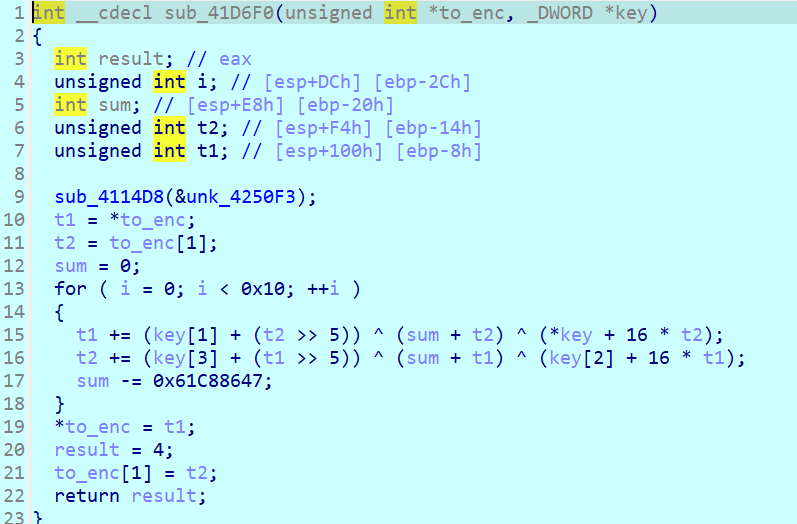 1 int __cdecl sub_41D6F0(unsigned int *to_enc, _DWORD *key)
2 {
3 int result; // eax
4 unsigned int i; // [esp+DCh] [ebp-2Ch]
5 int sum; // [esp+E8h] [ebp-20h]
6 unsigned int t2; // [esp+F4h] [ebp-14h]
7 unsigned int t1; // [esp+100h] [ebp-8h]
8
9 sub_4114D8(&unk_4250F3);
10 t1 = *to_enc;
11 t2 = to_enc[1];
12 sum = 0;
13 for ( i = 0; i < 0x10; ++i )
14 {
15 t1 += (key[1] + (t2 >> 5)) ^ (sum + t2) ^ (*key + 16 * t2);
16 t2 += (key[3] + (t1 >> 5)) ^ (sum + t1) ^ (key[2] + 16 * t1);
17 sum -= 0x61C88647;
18 }
19 *to_enc = t1;
20 result = 4;
21 to_enc[1] = t2;
22 return result;
23 }